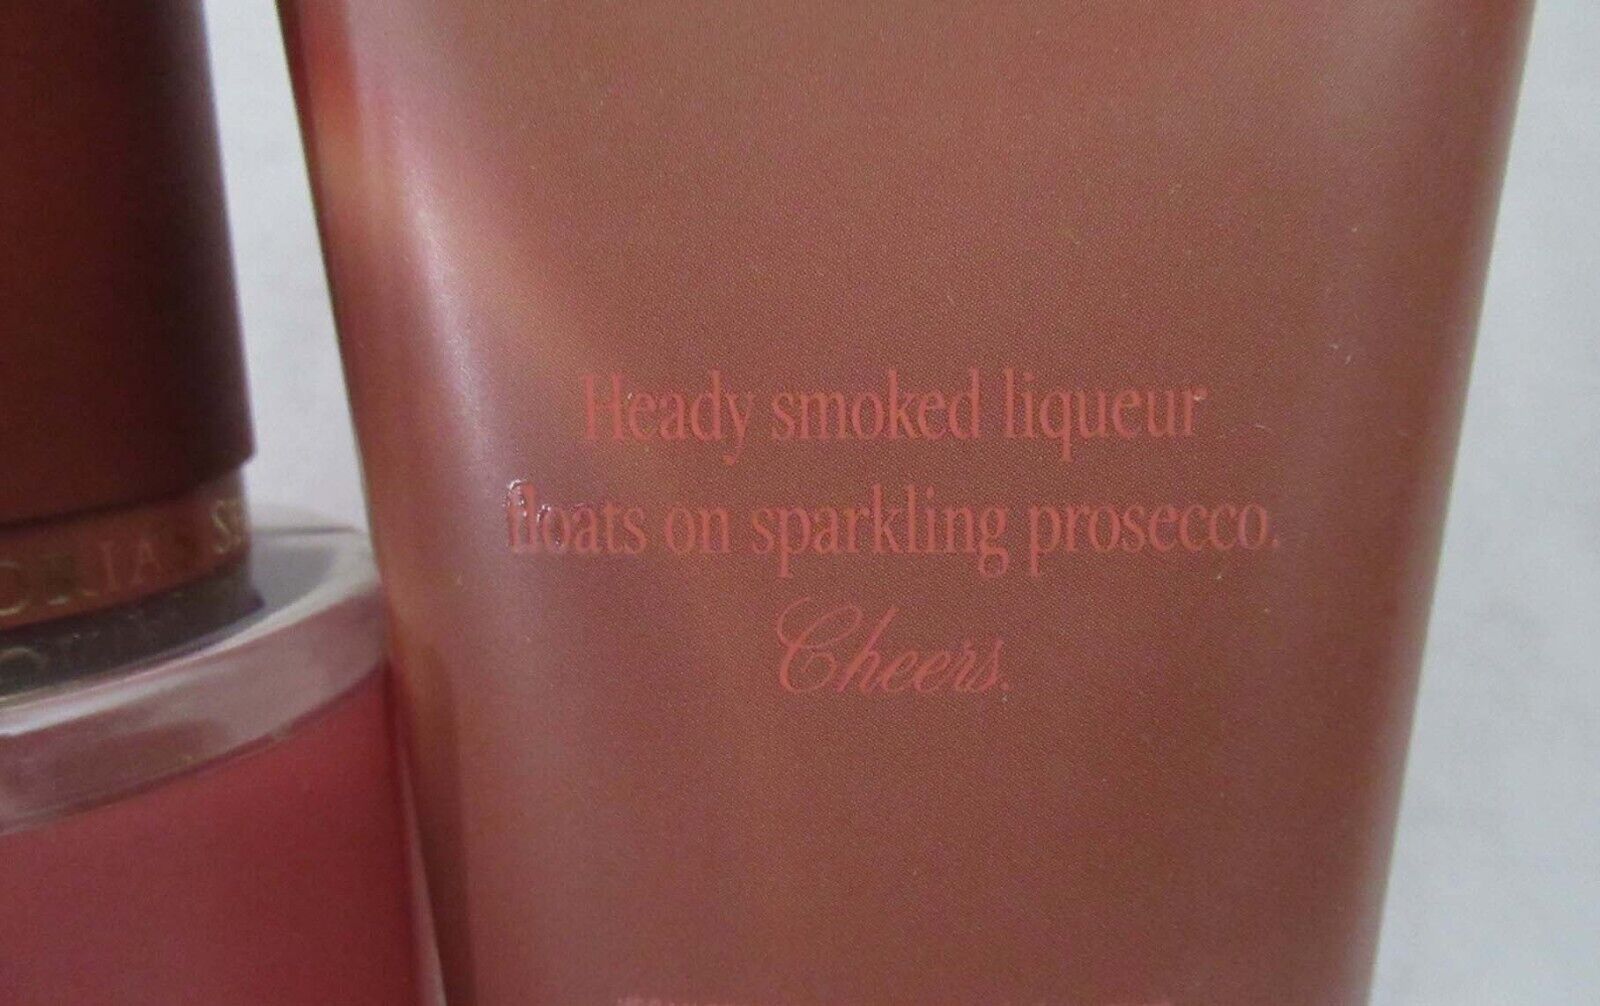 Heady smoked liqueur
floats on sparkling prosecco.
Cheers.